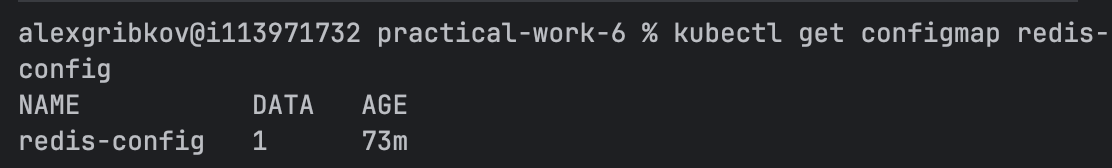 alexgribkov@i113971732 practical-work-6 % kubectl get configmap redis-
config
NAME           DATA   AGE
redis-config   1      73m